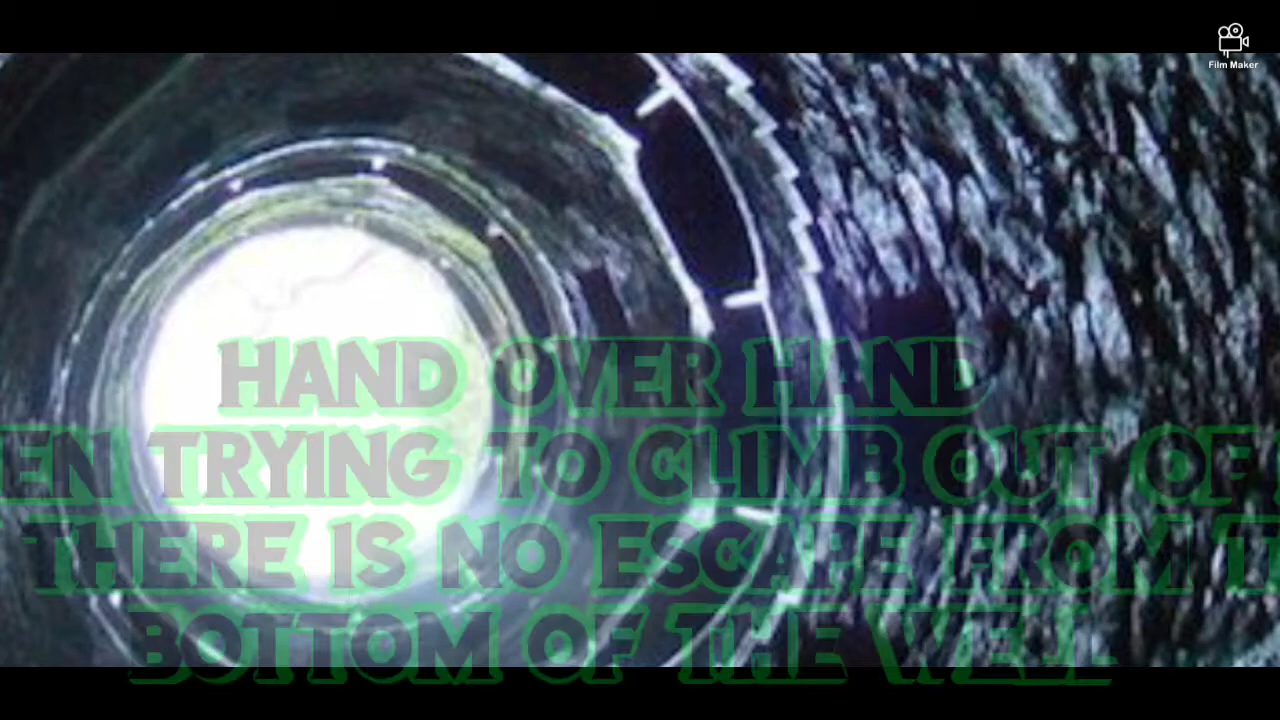 Film Maker
HAND OVER HAND
EN TRYING TO CLIMB OUT OF
THERE IS NO ESCAPE FROM T
BOTTOM OF THE WELL